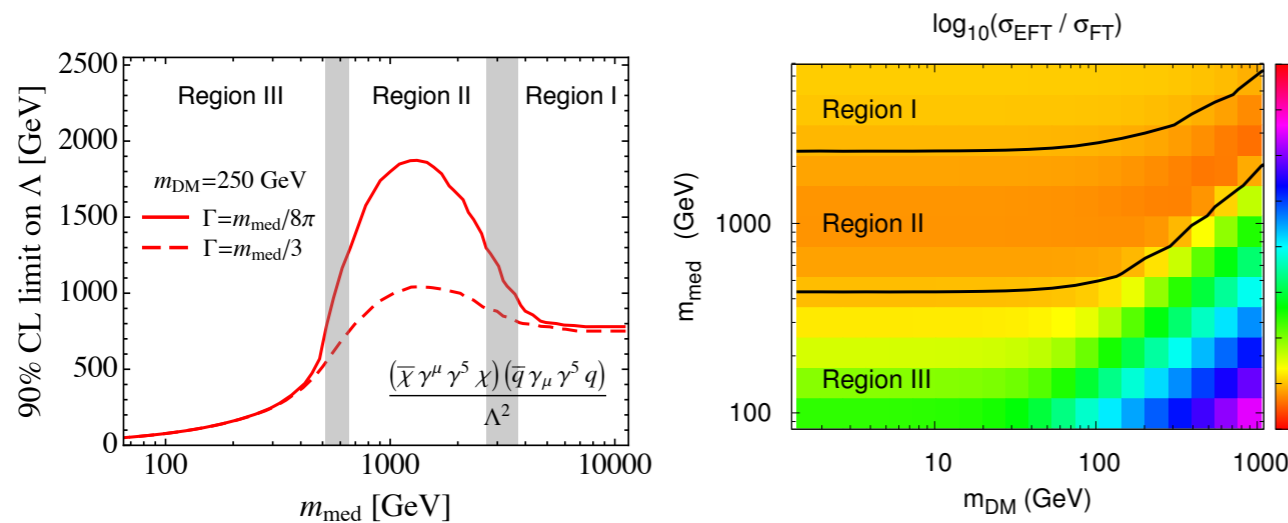 2500
2000
1500
1000
500
0
90% CL limit on Λ [GeV]
Region III
Region II
Region I
m_DM=250 GeV
Γ=m_med/8π
Γ=m_med/3
(χ̄ γ^μ γ^5 χ)(q̄ γ_μ γ^5 q)
Λ^2
100
1000
10000
m_med [GeV]
log_10(σ_EFT / σ_FT)
Region I
Region II
Region III
1000
100
m_med (GeV)
10
100
1000
m_DM (GeV)